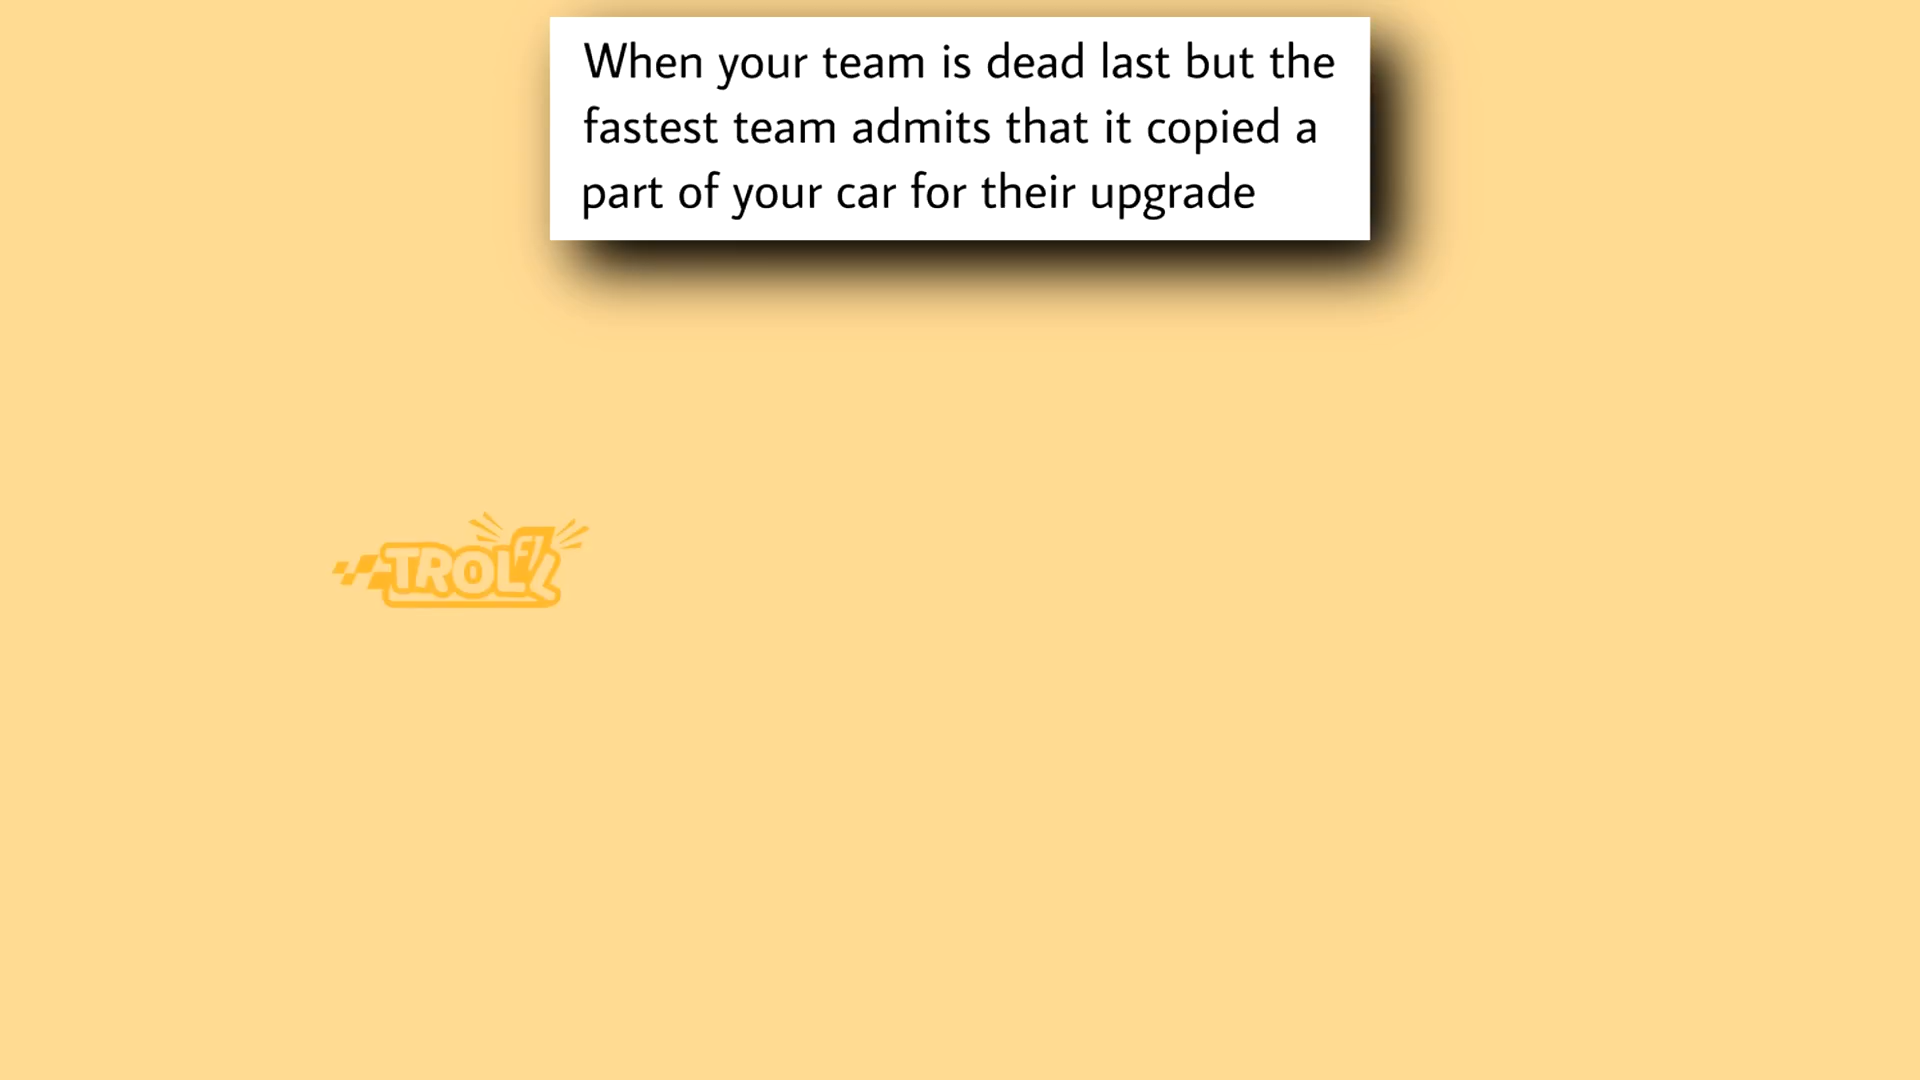 When your team is dead last but the
fastest team admits that it copied a
part of your car for their upgrade
TROLL
F1